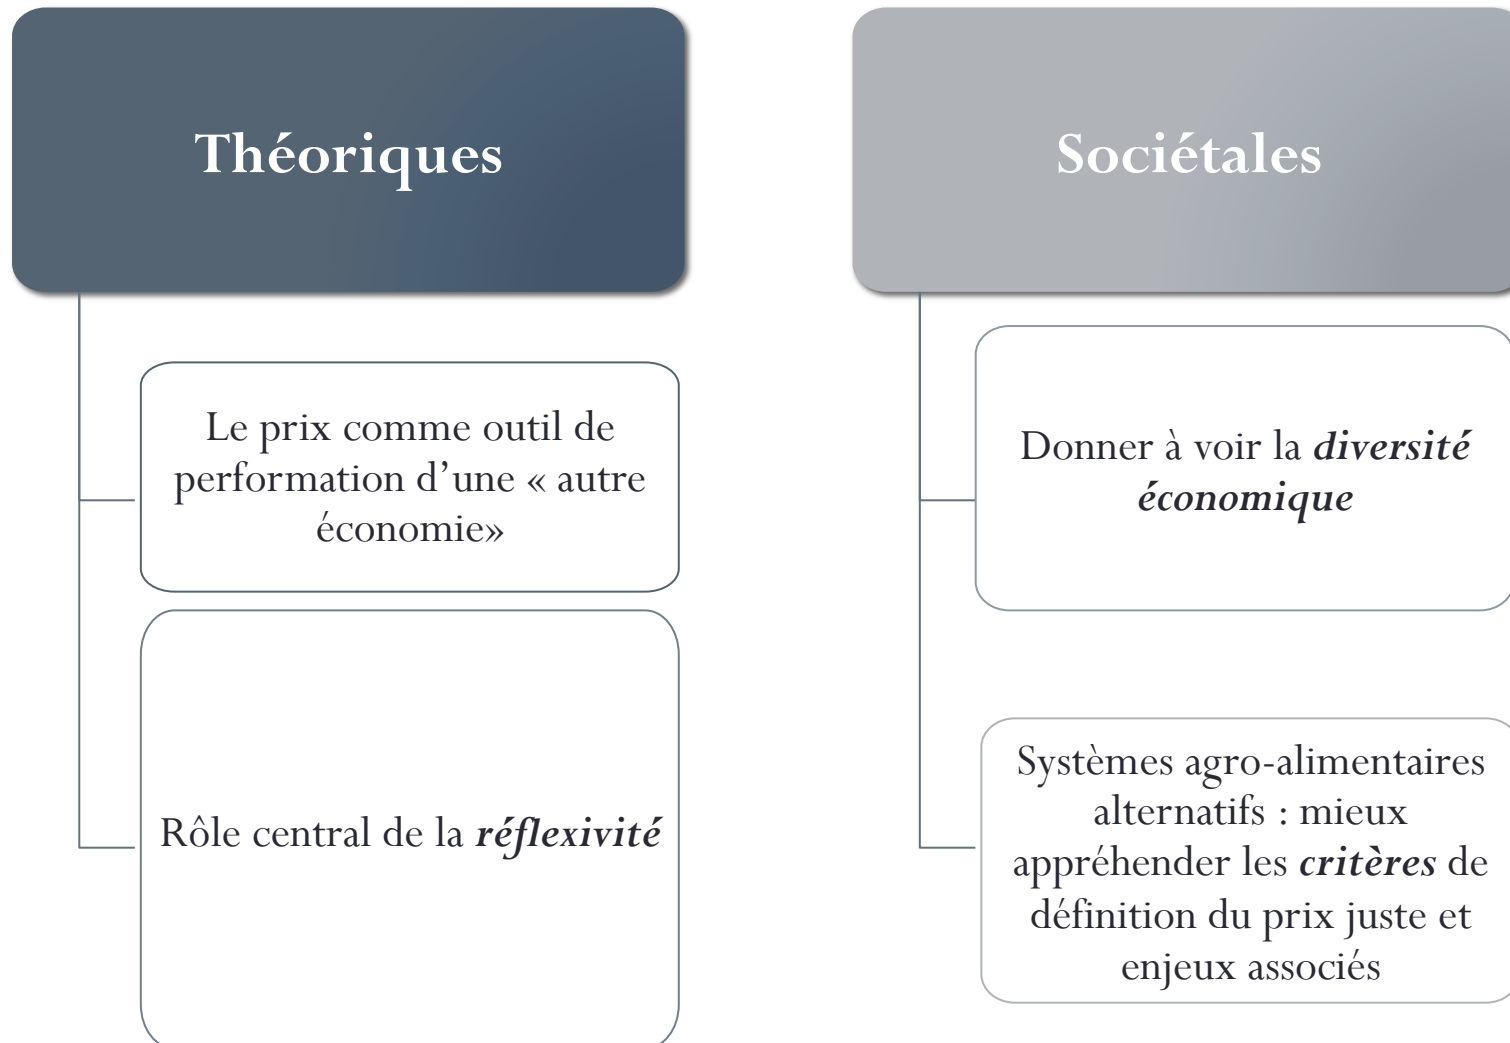 Théoriques
Le prix comme outil de
performation d’une « autre
économie»
Rôle central de la réflexivité
Sociétales
Donner à voir la diversité
économique
Systèmes agro-alimentaires
alternatifs : mieux
appréhender les critères de
définition du prix juste et
enjeux associés